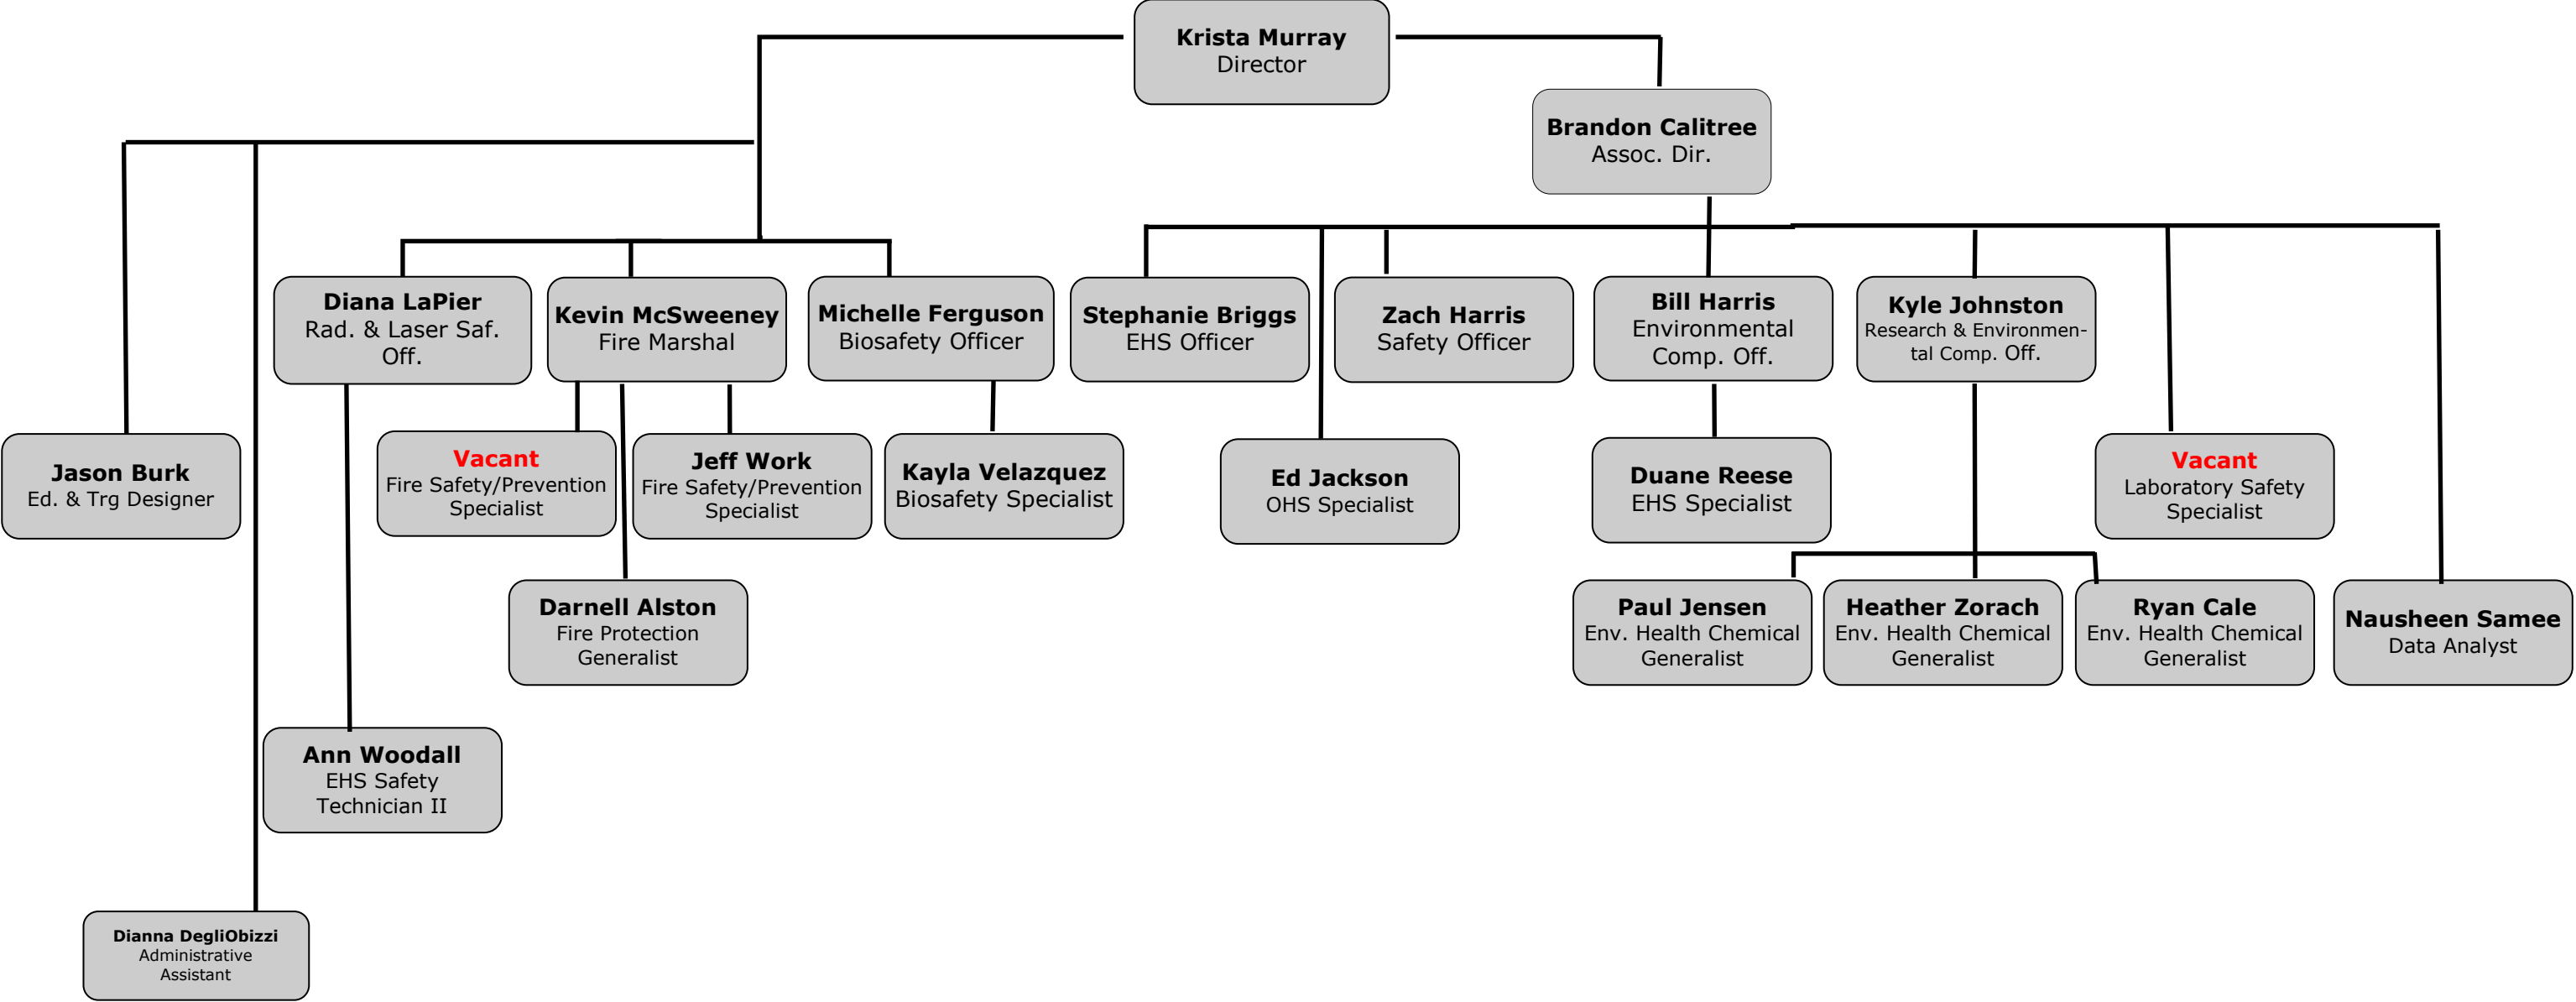 Krista Murray
Director
Brandon Calitree
Assoc. Dir.
Diana LaPier
Rad. & Laser Saf.
Off.
Kevin McSweeney
Fire Marshal
Michelle Ferguson
Biosafety Officer
Stephanie Briggs
EHS Officer
Zach Harris
Safety Officer
Bill Harris
Environmental
Comp. Off.
Kyle Johnston
Research & Environmen-
tal Comp. Off.
Jason Burk
Ed. & Trg Designer
Vacant
Fire Safety/Prevention
Specialist
Jeff Work
Fire Safety/Prevention
Specialist
Kayla Velazquez
Biosafety Specialist
Ed Jackson
OHS Specialist
Duane Reese
EHS Specialist
Vacant
Laboratory Safety
Specialist
Darnell Alston
Fire Protection
Generalist
Paul Jensen
Env. Health Chemical
Generalist
Heather Zorach
Env. Health Chemical
Generalist
Ryan Cale
Env. Health Chemical
Generalist
Nausheen Samee
Data Analyst
Ann Woodall
EHS Safety
Technician II
Dianna DegliObizzi
Administrative
Assistant